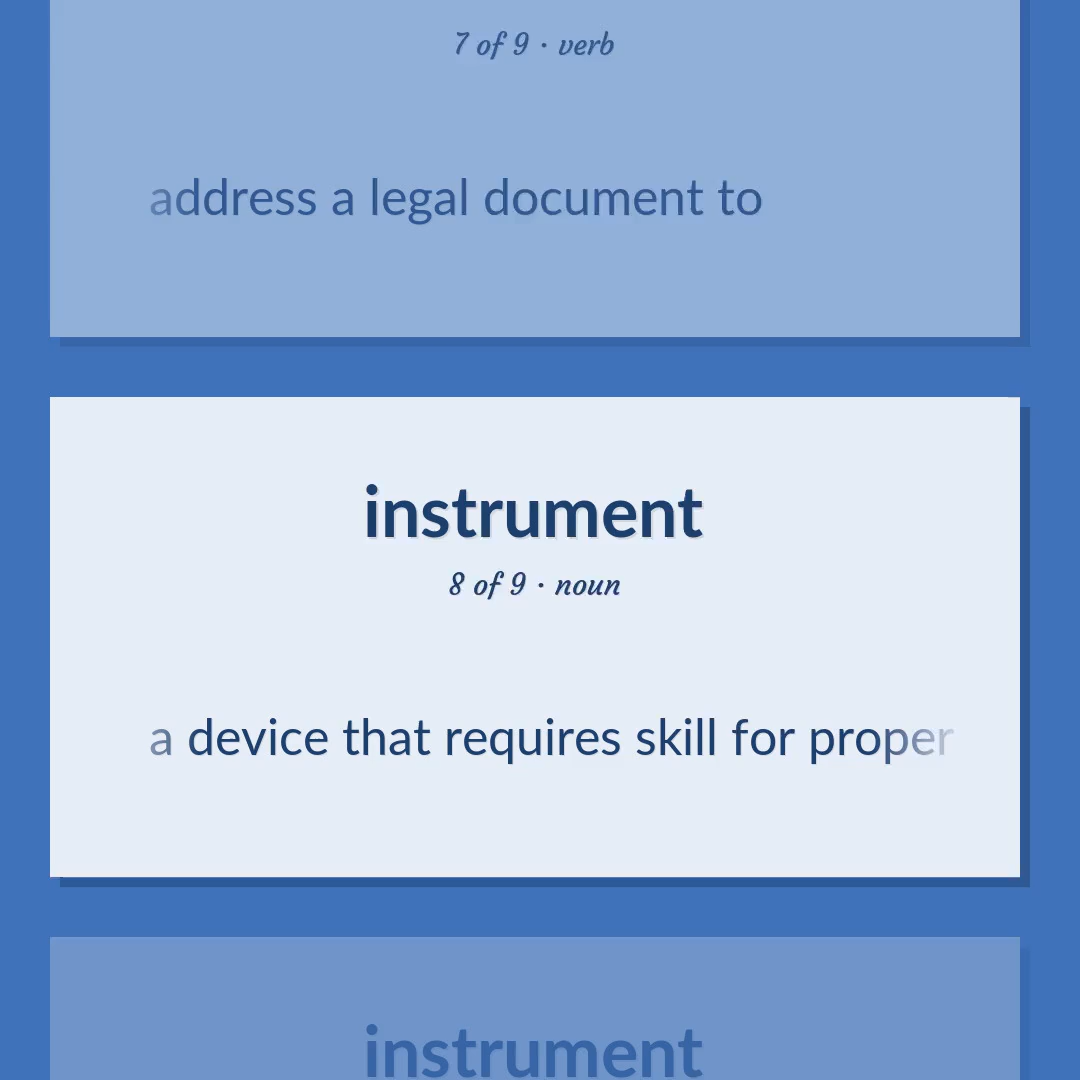 7 of 9 · verb
address a legal document to
instrument
8 of 9 · noun
a device that requires skill for proper
instrument